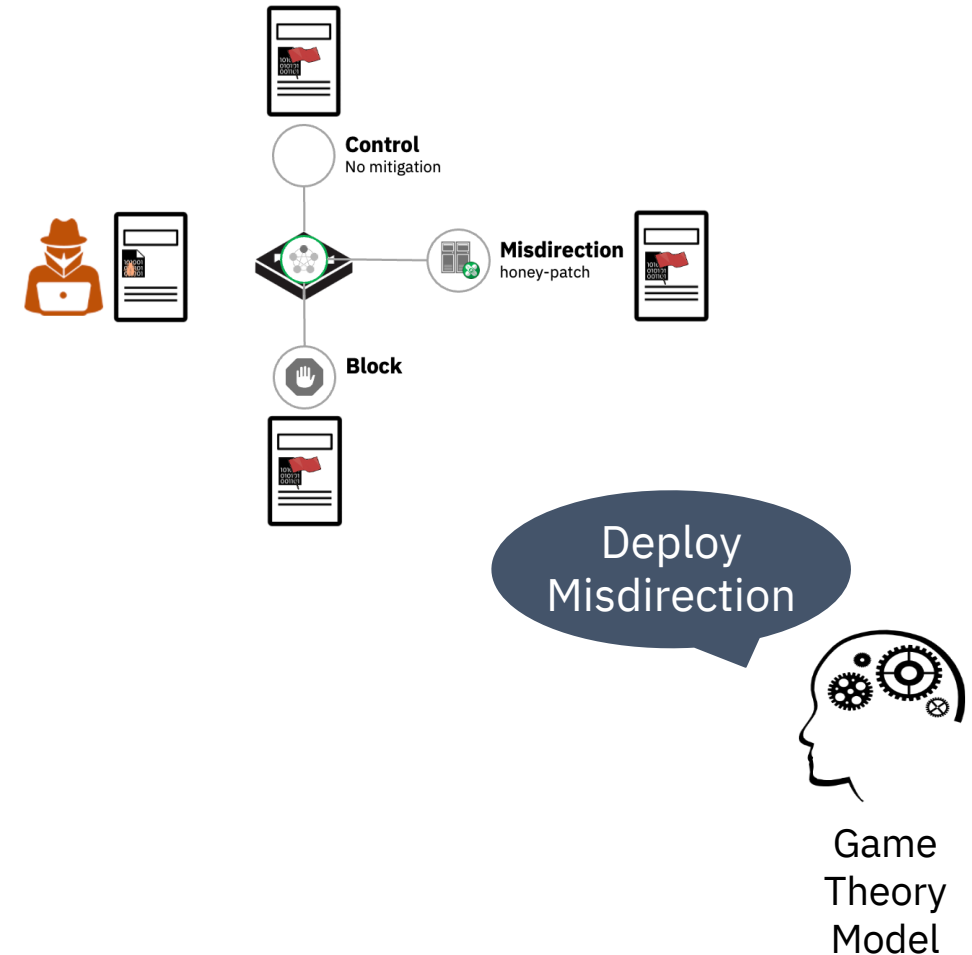 Control
No mitigation
Misdirection
honey-patch
Block
Deploy
Misdirection
Game
Theory
Model